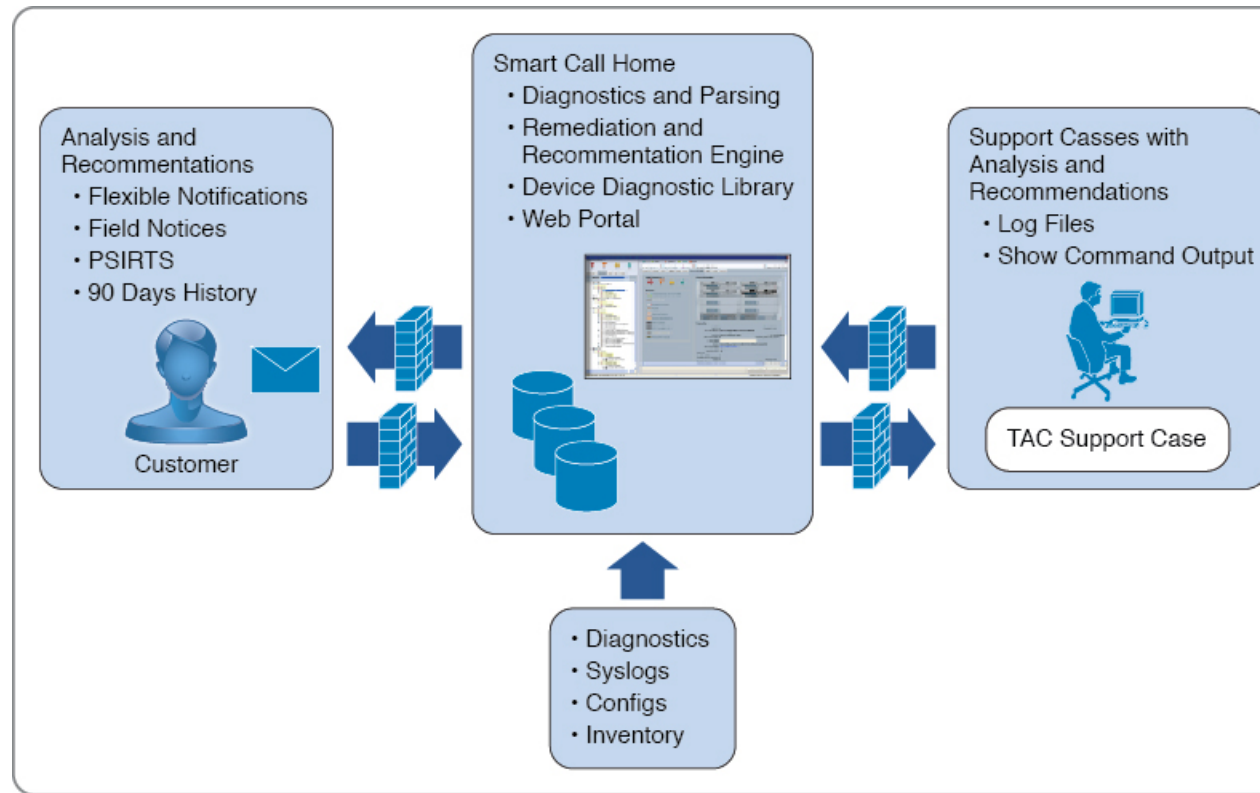 Analysis and
Recommentations
• Flexible Notifications
• Field Notices
• PSIRTS
• 90 Days History
Customer
Smart Call Home
• Diagnostics and Parsing
• Remediation and
Recommentation Engine
• Device Diagnostic Library
• Web Portal
Support Casses with
Analysis and
Recommendations
• Log Files
• Show Command Output
TAC Support Case
• Diagnostics
• Syslogs
• Configs
• Inventory